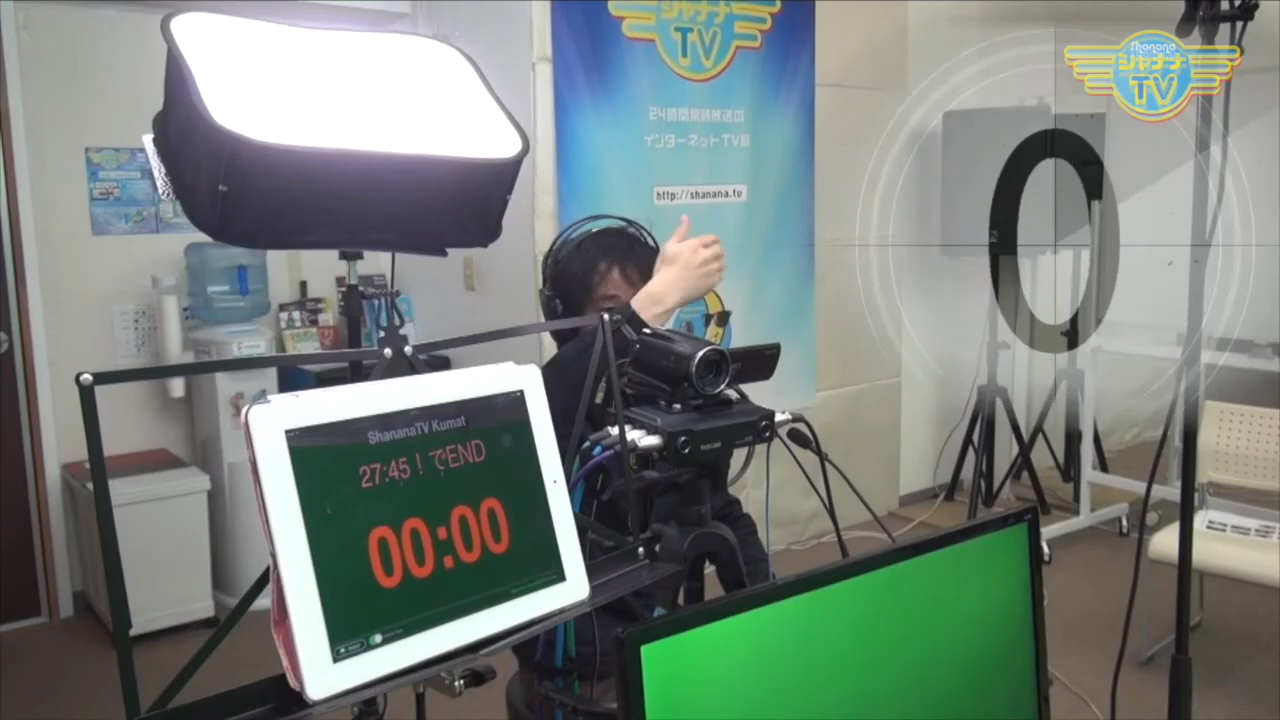 シャナナ
TV
24時間常時放送の
インターネットTV局
http://shanana.tv
Shanana
シャナナ
TV
0
ShananaTV Kumat
27:45！でEND
00:00